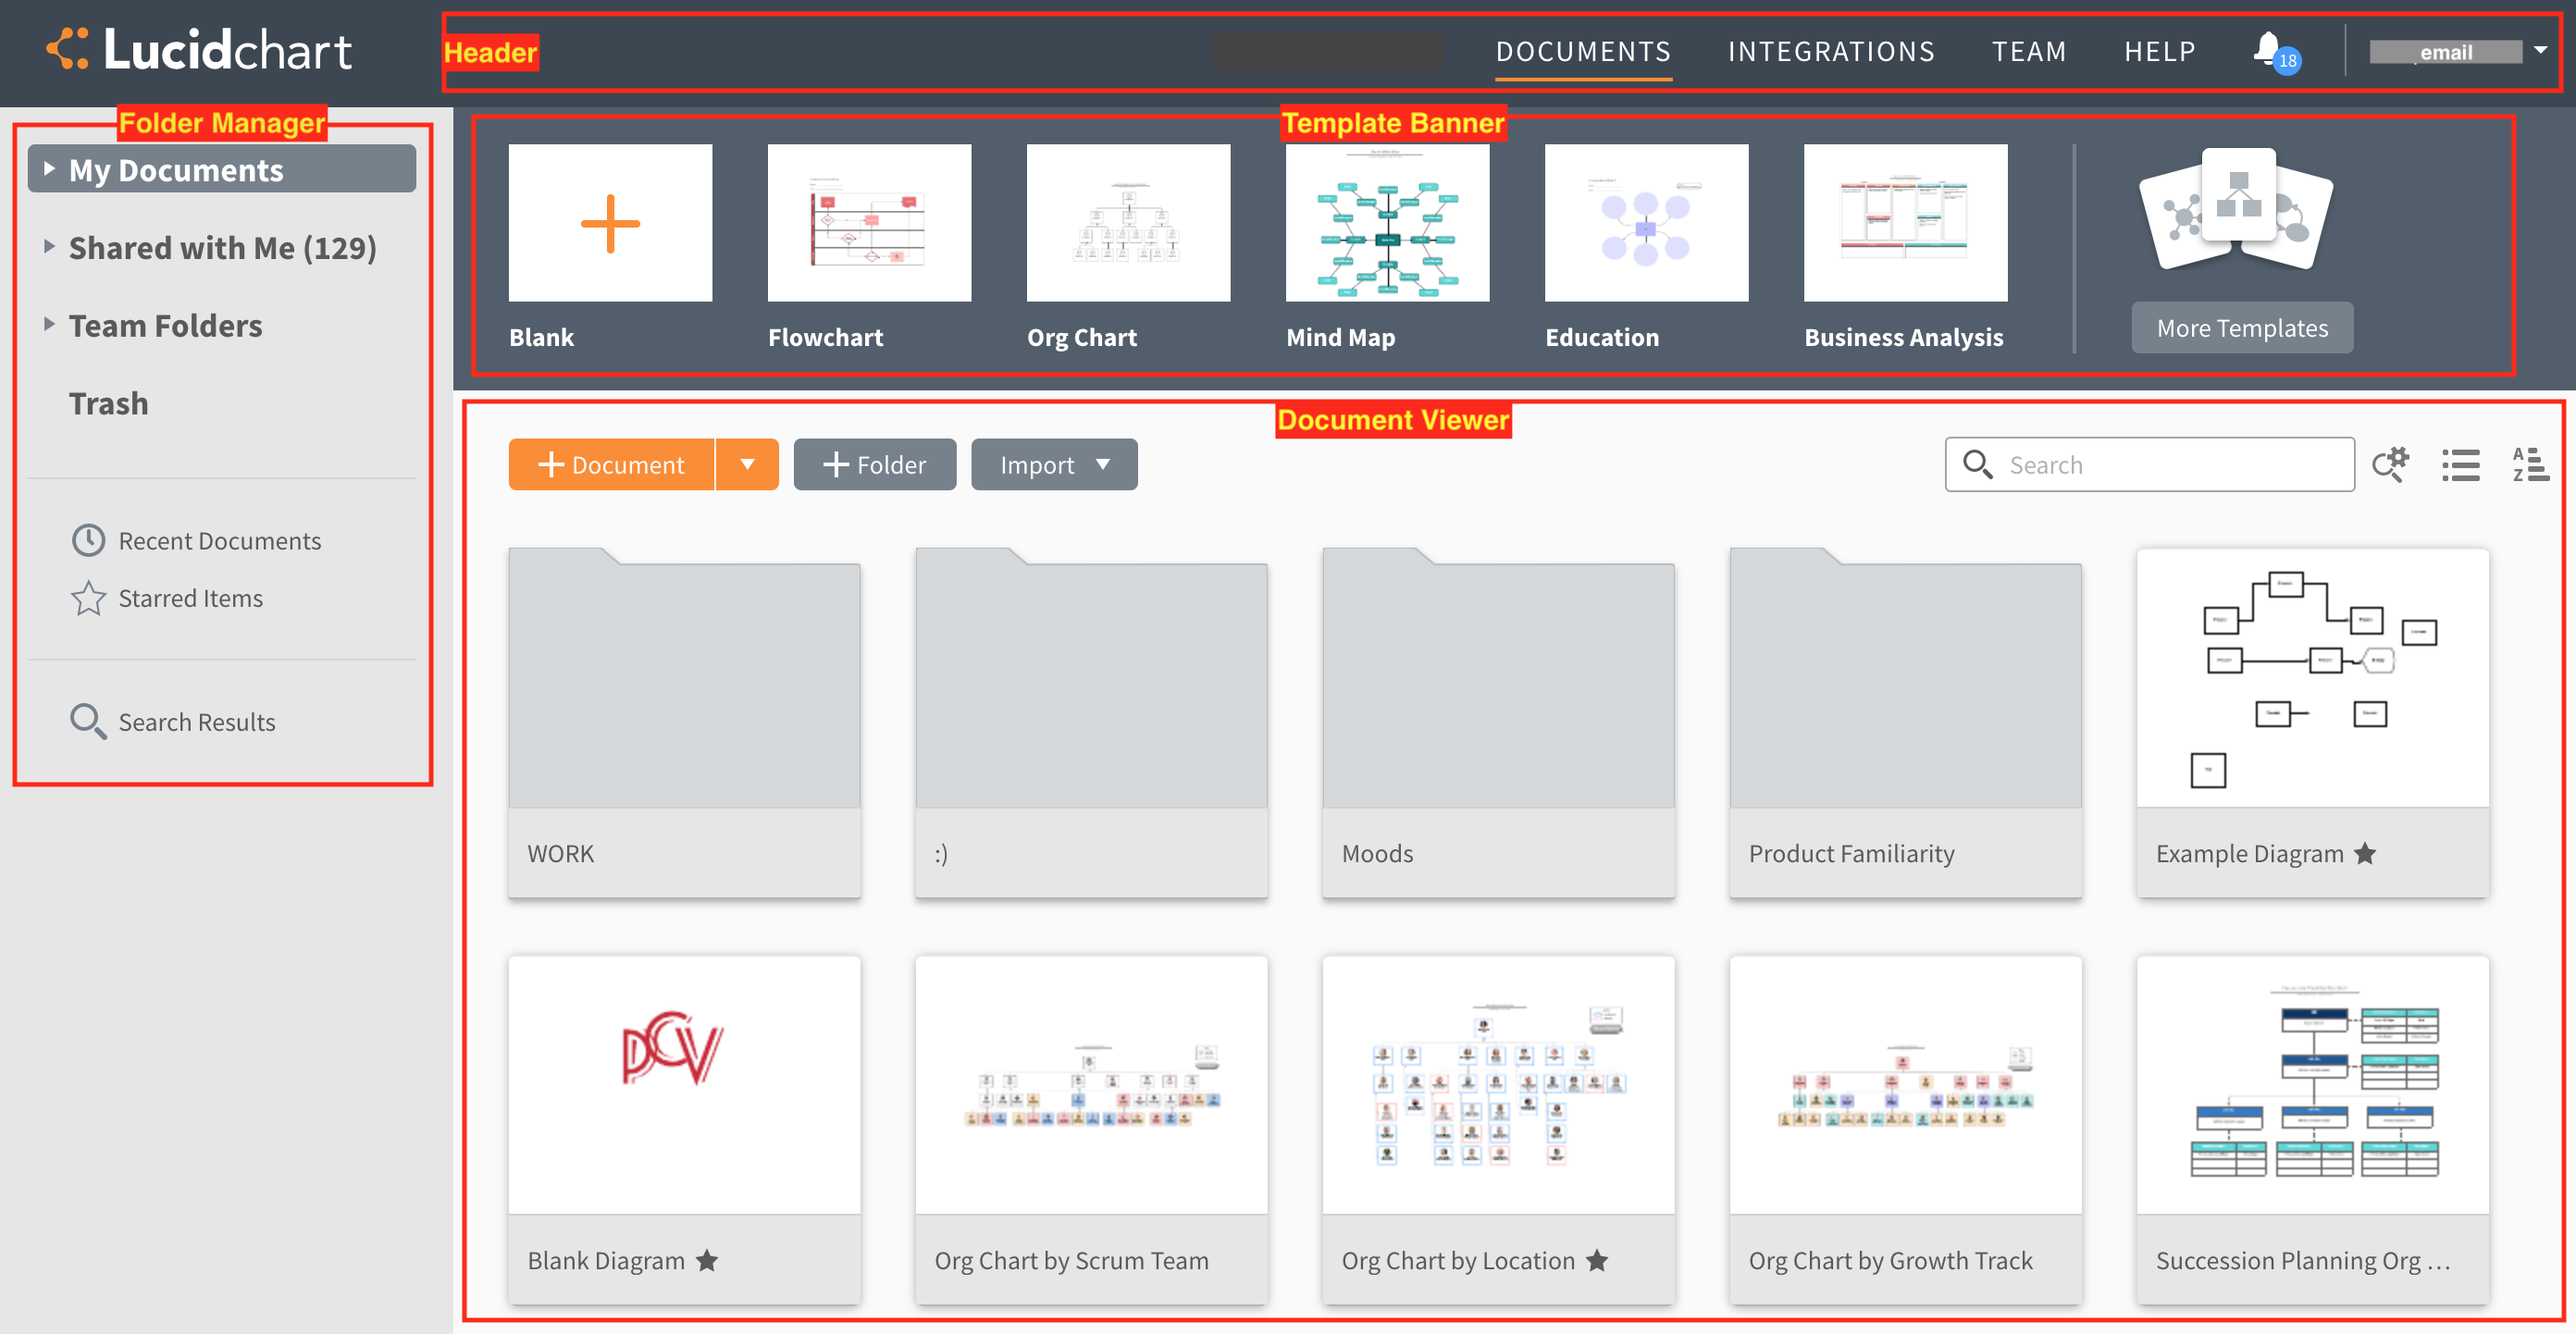 Lucidchart
Header
DOCUMENTS
INTEGRATIONS
TEAM
HELP
18
email
Folder Manager
My Documents
Shared with Me (129)
Team Folders
Trash
Recent Documents
Starred Items
Search Results
Template Banner
Blank
Flowchart
Org Chart
Mind Map
Education
Business Analysis
More Templates
Document Viewer
Document
Folder
Import
Search
A
Z
WORK
:)
Moods
Product Familiarity
Example Diagram
PCV
Blank Diagram
Org Chart by Scrum Team
Org Chart by Location
Org Chart by Growth Track
Succession Planning Org ...